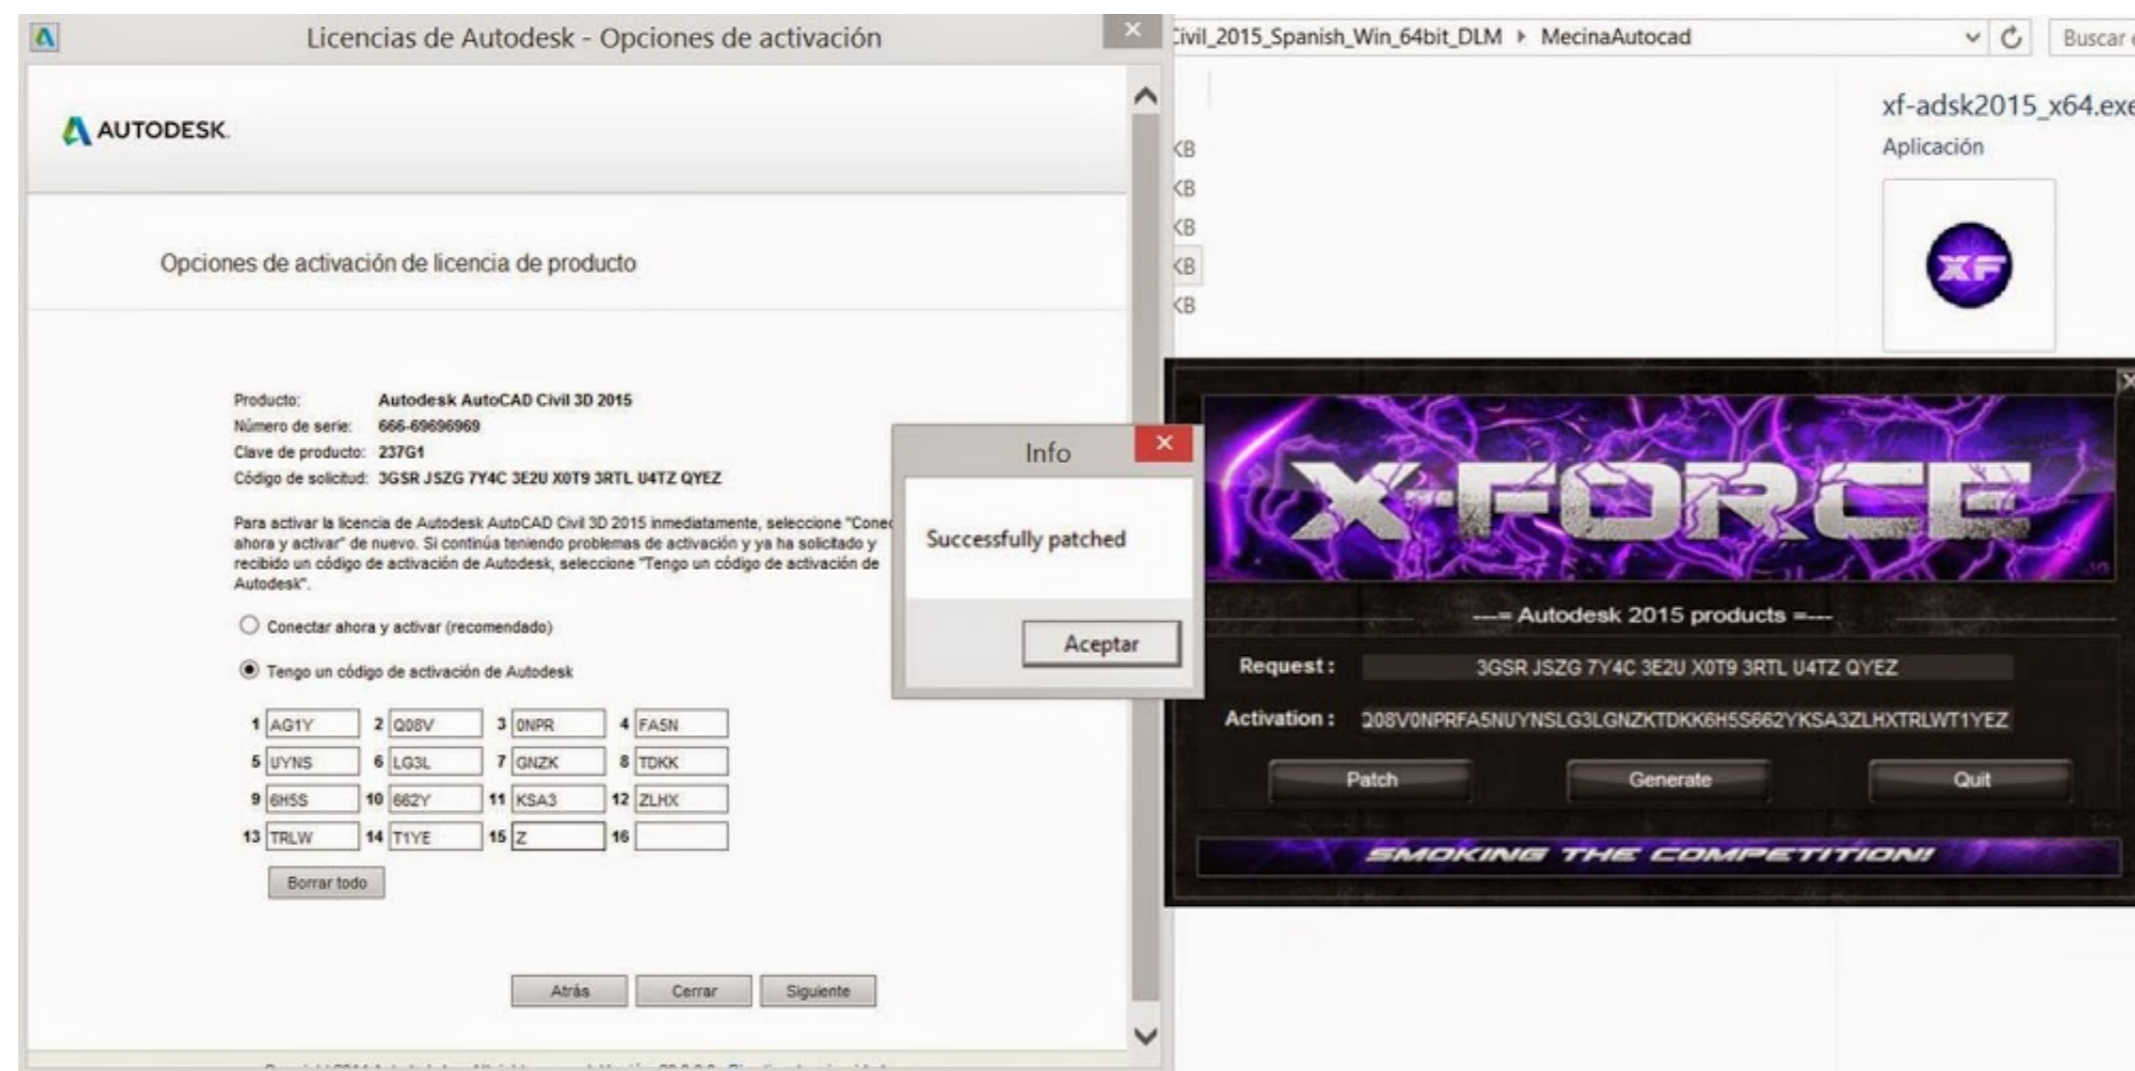 Licencias de Autodesk - Opciones de activación
AUTODESK.
Opciones de activación de licencia de producto
Producto: Autodesk AutoCAD Civil 3D 2015
Número de serie: 666-69696969
Clave de producto: 237G1
Código de solicitud: 3GSR JSZG 7Y4C 3E2U X0T9 3RTL U4TZ QYEZ
Para activar la licencia de Autodesk AutoCAD Civil 3D 2015 inmediatamente, seleccione "Conec
ahora y activar" de nuevo. Si continúa teniendo problemas de activación y ya ha solicitado y
recibido un código de activación de Autodesk, seleccione "Tengo un código de activación de
Autodesk".
Conectar ahora y activar (recomendado)
Tengo un código de activación de Autodesk
1 AG1Y 2 Q08V 3 0NPR 4 FA5N
5 UYNS 6 LG3L 7 GNZK 8 TDKK
9 6H5S 10 662Y 11 KSA3 12 ZLHX
13 TRLW 14 T1YE 15 Z 16
Borrar todo
Atrás Cerrar Siguiente
Info
Successfully patched
Aceptar
Civil_2015_Spanish_Win_64bit_DLM MecinaAutocad
Buscar
KB
KB
KB
KB
KB
xf-adsk2015_x64.exe
Aplicación
XF
X-FORCE
---= Autodesk 2015 products =---
Request: 3GSR JSZG 7Y4C 3E2U X0T9 3RTL U4TZ QYEZ
Activation: Q08V0NPRFA5NUYNSLG3LGNZKTDKK6H5S662YKSA3ZLHXTRLWT1YEZ
Patch Generate Quit
SMOKING THE COMPETITION!